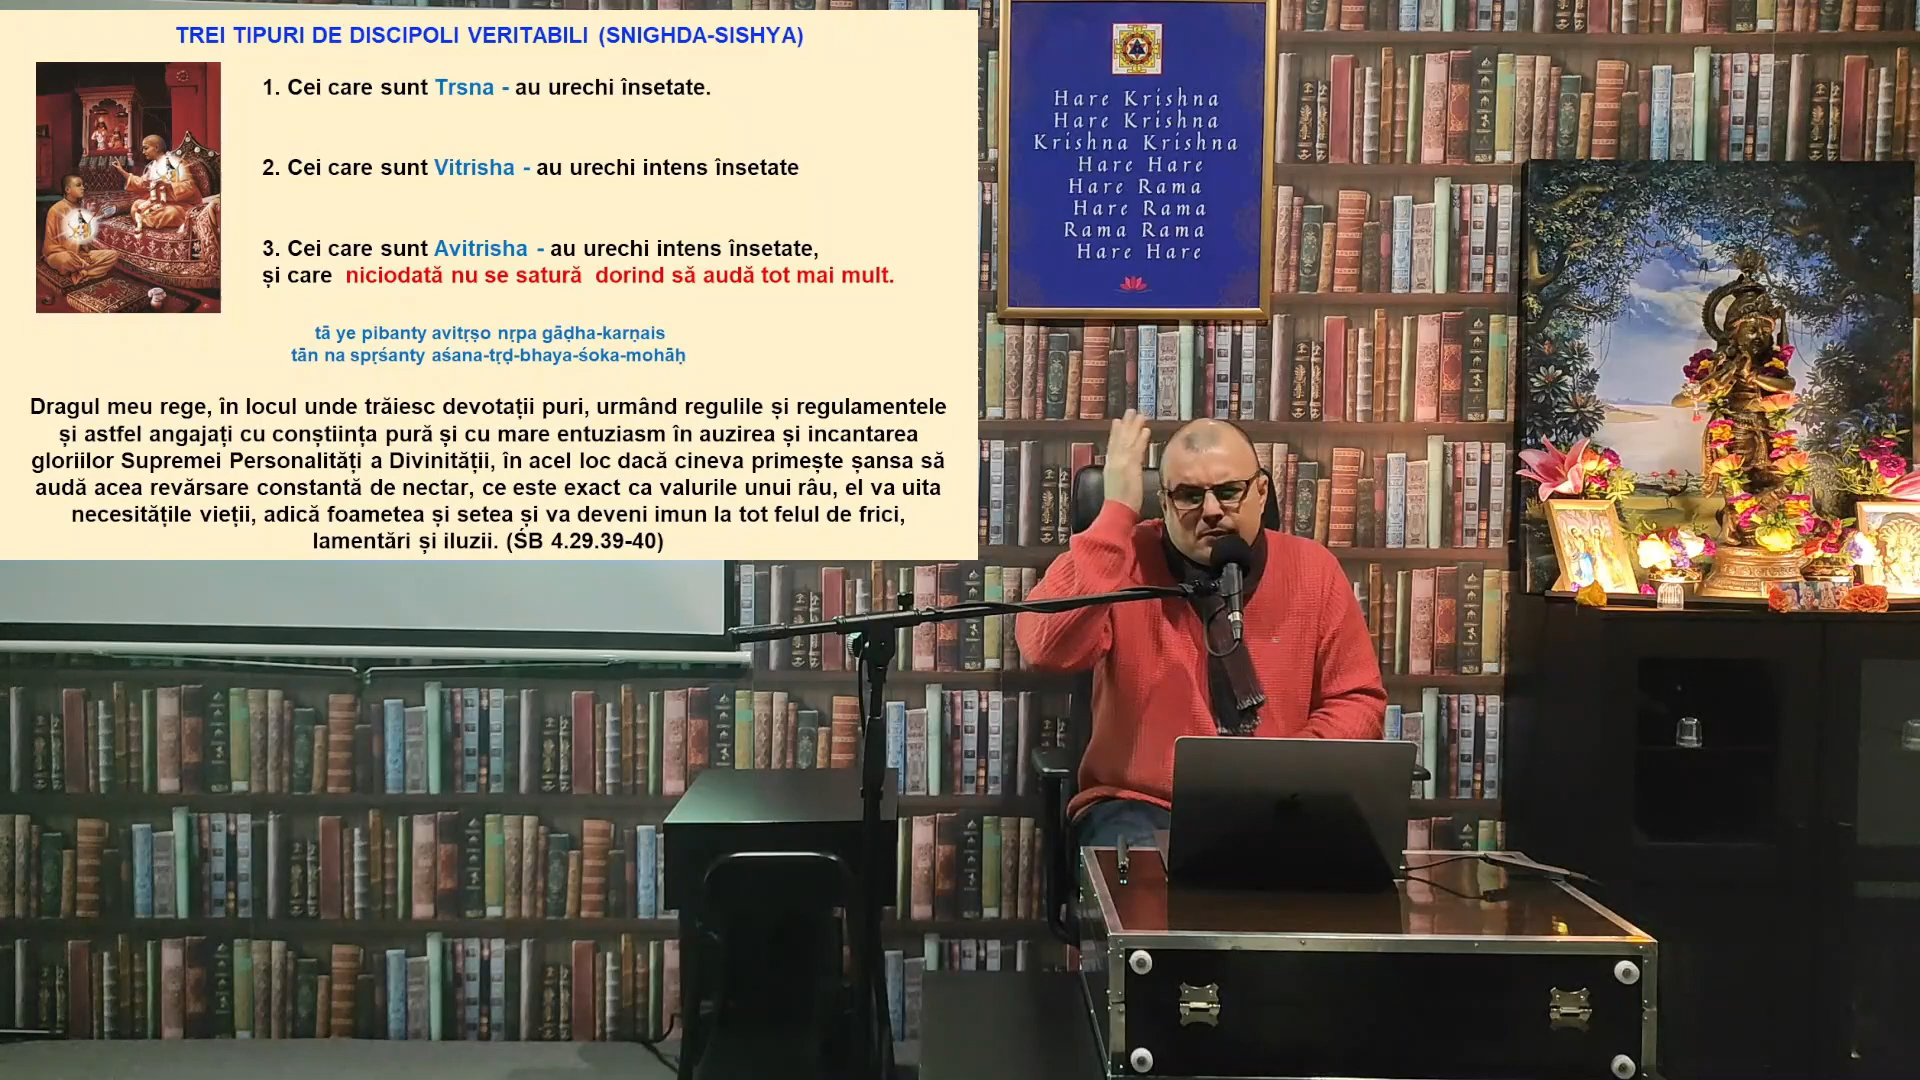 TREI TIPURI DE DISCIPOLI VERITABILI (SNIGHDA-SISHYA)
1. Cei care sunt Trsna - au urechi însetate.
2. Cei care sunt Vitrisha - au urechi intens însetate
3. Cei care sunt Avitrisha - au urechi intens însetate,
și care niciodată nu se satură dorind să audă tot mai mult.
tā ye pibanty avitṛṣo nṛpa gāḍha-karṇais
tān na spṛśanty aśana-tṛḍ-bhaya-śoka-mohāḥ
Dragul meu rege, în locul unde trăiesc devotații puri, urmând regulile și regulamentele
și astfel angajați cu conștiința pură și cu mare entuziasm în auzirea și incantarea
gloriilor Supremei Personalități a Divinității, în acel loc dacă cineva primește șansa să
audă acea revărsare constantă de nectar, ce este exact ca valurile unui râu, el va uita
necesitățile vieții, adică foametea și setea și va deveni imun la tot felul de frici,
lamentări și iluzii. (ŚB 4.29.39-40)
Hare Krishna
Hare Krishna
Krishna Krishna
Hare Hare
Hare Rama
Hare Rama
Rama Rama
Hare Hare